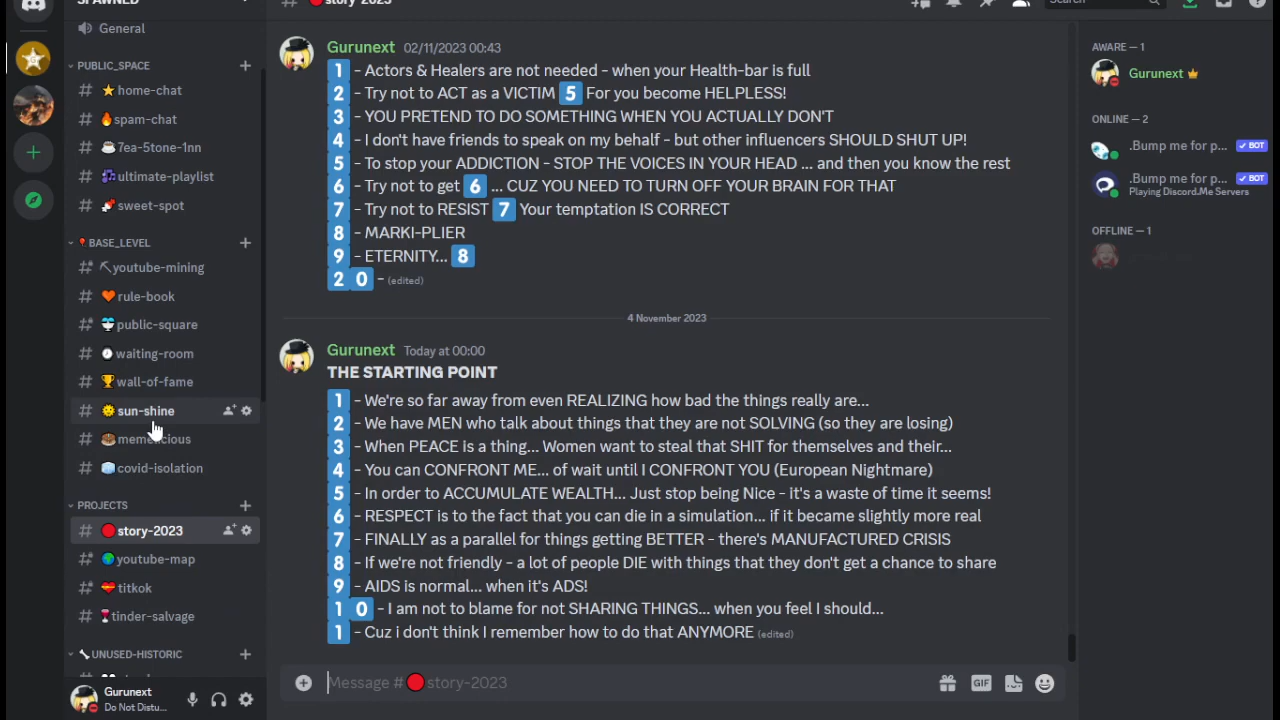 SPAWNED
General
PUBLIC_SPACE
home-chat
spam-chat
7ea-5tone-1nn
ultimate-playlist
sweet-spot
BASE_LEVEL
youtube-mining
rule-book
public-square
waiting-room
wall-of-fame
sun-shine
covid-isolation
PROJECTS
story-2023
youtube-map
titkok
tinder-salvage
UNUSED-HISTORIC
Gurunext
Do Not Distu...
story-2023
Search
Gurunext 02/11/2023 00:43
1 - Actors & Healers are not needed - when your Health-bar is full
2 - Try not to ACT as a VICTIM 5 For you become HELPLESS!
3 - YOU PRETEND TO DO SOMETHING WHEN YOU ACTUALLY DON'T
4 - I don't have friends to speak on my behalf - but other influencers SHOULD SHUT UP!
5 - To stop your ADDICTION - STOP THE VOICES IN YOUR HEAD ... and then you know the rest
6 - Try not to get 6 ... CUZ YOU NEED TO TURN OFF YOUR BRAIN FOR THAT
7 - Try not to RESIST 7 Your temptation IS CORRECT
8 - MARKI-PLIER
9 - ETERNITY... 8
2 0 - (edited)
4 November 2023
Gurunext Today at 00:00
THE STARTING POINT
1 - We're so far away from even REALIZING how bad the things really are...
2 - We have MEN who talk about things that they are not SOLVING (so they are losing)
3 - When PEACE is a thing... Women want to steal that SHIT for themselves and their...
4 - You can CONFRONT ME... of wait until I CONFRONT YOU (European Nightmare)
5 - In order to ACCUMULATE WEALTH... Just stop being Nice - it's a waste of time it seems!
6 - RESPECT is to the fact that you can die in a simulation... if it became slightly more real
7 - FINALLY as a parallel for things getting BETTER - there's MANUFACTURED CRISIS
8 - If we're not friendly - a lot of people DIE with things that they don't get a chance to share
9 - AIDS is normal... when it's ADS!
1 0 - I am not to blame for not SHARING THINGS... when you feel I should...
1 - Cuz i don't think I remember how to do that ANYMORE (edited)
Message # story-2023
GIF
AWARE — 1
Gurunext
ONLINE — 2
.Bump me for p... BOT
.Bump me for p... BOT
Playing Discord.Me Servers
OFFLINE — 1